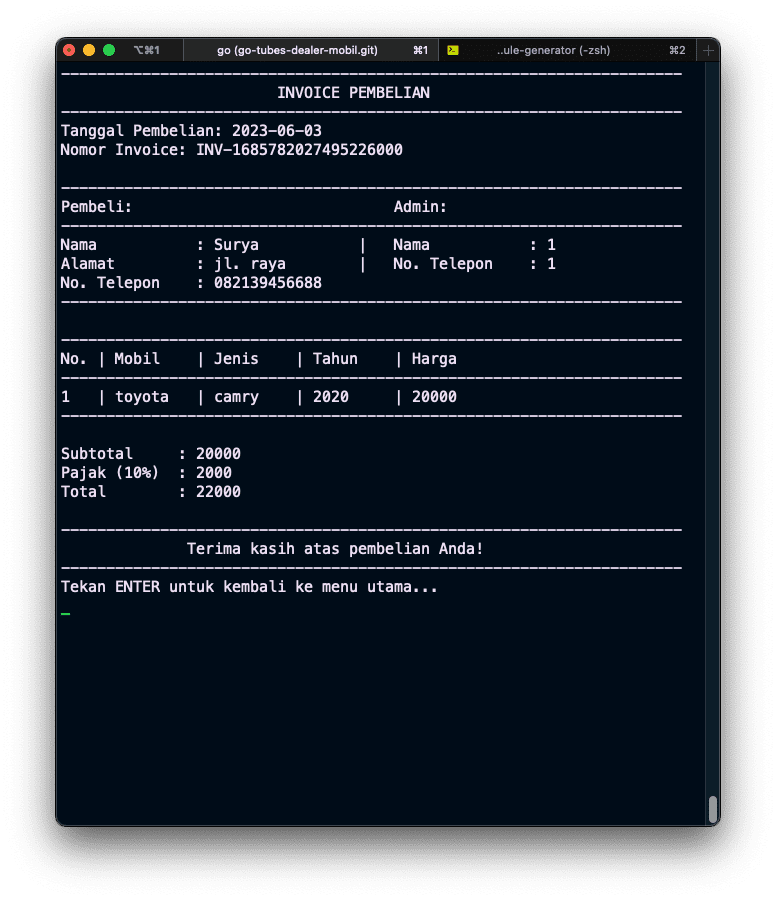 ⌥⌘1 go (go-tubes-dealer-mobil.git) ⌘1 ..ule-generator (-zsh) ⌘2
--------------------------------------------------------------------- 
INVOICE PEMBELIAN
---------------------------------------------------------------------
Tanggal Pembelian: 2023-06-03
Nomor Invoice: INV-1685782027495226000
---------------------------------------------------------------------
Pembeli: Admin:
---------------------------------------------------------------------
Nama : Surya | Nama : 1
Alamat : jl. raya | No. Telepon : 1
No. Telepon : 082139456688
---------------------------------------------------------------------
---------------------------------------------------------------------
No. | Mobil | Jenis | Tahun | Harga
---------------------------------------------------------------------
1 | toyota | camry | 2020 | 20000
---------------------------------------------------------------------
Subtotal : 20000
Pajak (10%) : 2000
Total : 22000
---------------------------------------------------------------------
Terima kasih atas pembelian Anda!
---------------------------------------------------------------------
Tekan ENTER untuk kembali ke menu utama...